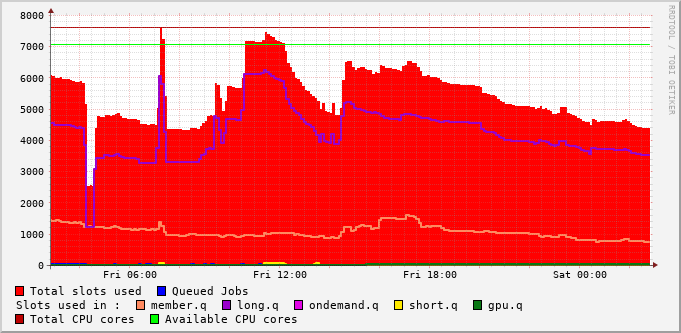 8000
7000
6000
5000
4000
3000
2000
1000
0
Fri 06:00 Fri 12:00 Fri 18:00 Sat 00:00
RRDTOOL / TOBI OETIKER
Total slots used Queued Jobs
Slots used in : member.q long.q ondemand.q short.q gpu.q
Total CPU cores Available CPU cores